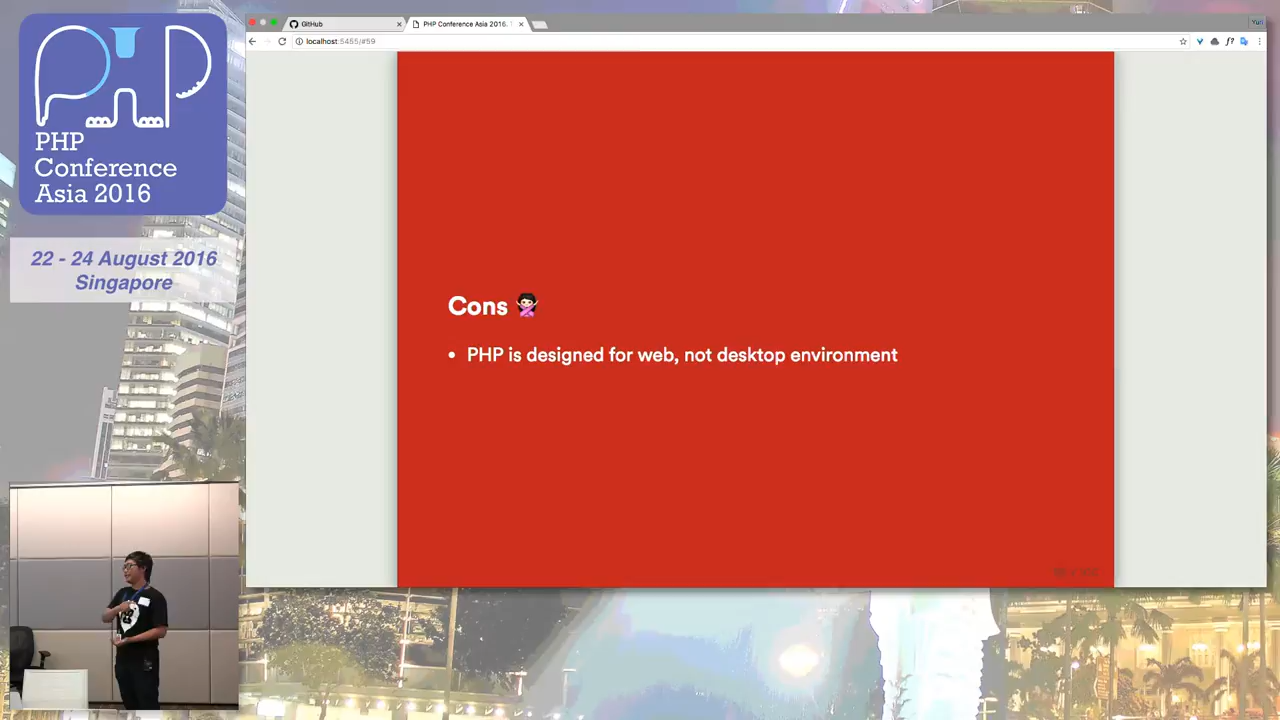 PHP
Conference
Asia 2016
22 - 24 August 2016
Singapore
GitHub
PHP Conference Asia 2016.
Yuri
localhost:5455/#59
f?
Cons
• PHP is designed for web, not desktop environment